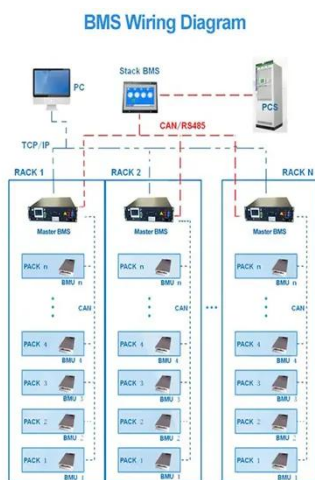 BMS Wiring Diagram
Stack BMS
PC
PCS
CAN/RS485
TCP/IP
RACK 1
RACK 2
RACK N
Master BMS
Master BMS
Master BMS
PACK n
PACK n
PACK n
BMU n
BMU n
BMU n
CAN
CAN
CAN
PACK 4
PACK 4
PACK 4
BMU 4
BMU 4
BMU 4
PACK 3
PACK 3
PACK 3
BMU 3
BMU 3
BMU 3
PACK 2
PACK 2
PACK 2
BMU 2
BMU 2
BMU 2
PACK 1
PACK 1
PACK 1
BMU 1
BMU 1
BMU 1